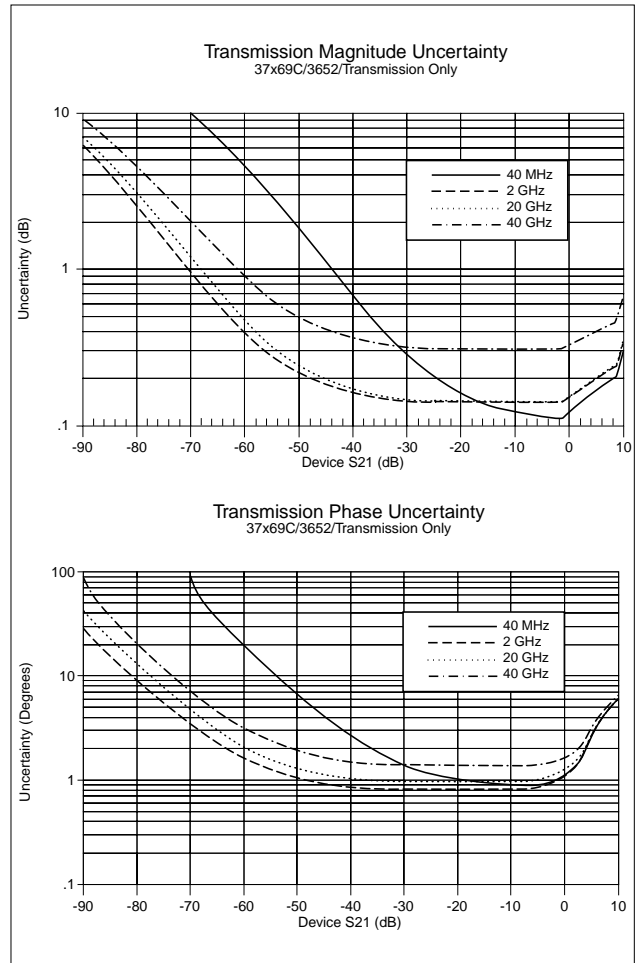 Transmission Magnitude Uncertainty
37x69C/3652/Transmission Only
10
1
.1
Uncertainty (dB)
40 MHz
2 GHz
20 GHz
40 GHz
-90 -80 -70 -60 -50 -40 -30 -20 -10 0 10
Device S21 (dB)
Transmission Phase Uncertainty
37x69C/3652/Transmission Only
100
10
1
.1
Uncertainty (Degrees)
40 MHz
2 GHz
20 GHz
40 GHz
-90 -80 -70 -60 -50 -40 -30 -20 -10 0 10
Device S21 (dB)